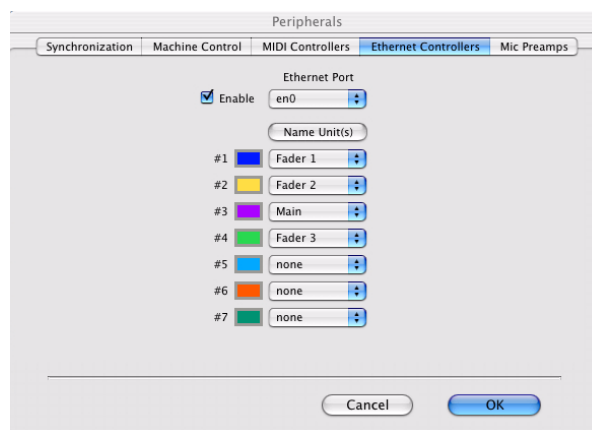 Peripherals
Synchronization Machine Control MIDI Controllers Ethernet Controllers Mic Preamps
Ethernet Port
Enable en0
Name Unit(s)
#1 Fader 1
#2 Fader 2
#3 Main
#4 Fader 3
#5 none
#6 none
#7 none
Cancel OK